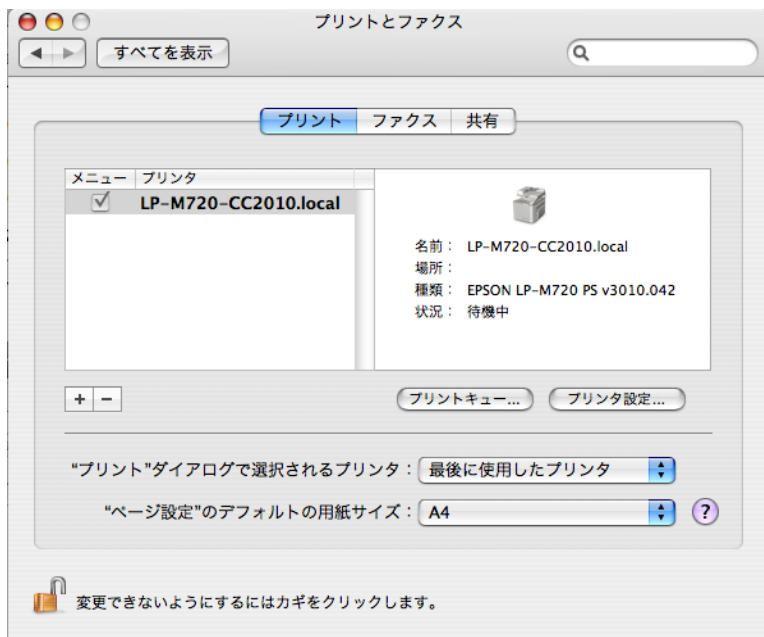 プリントとファクス
すべてを表示
プリント ファクス 共有
メニュー プリンタ
LP-M720-CC2010.local
名前： LP-M720-CC2010.local
場所：
種類： EPSON LP-M720 PS v3010.042
状況： 待機中
+ −
プリントキュー... プリンタ設定...
“プリント”ダイアログで選択されるプリンタ： 最後に使用したプリンタ
“ページ設定”のデフォルトの用紙サイズ： A4 ?
変更できないようにするにはカギをクリックします。